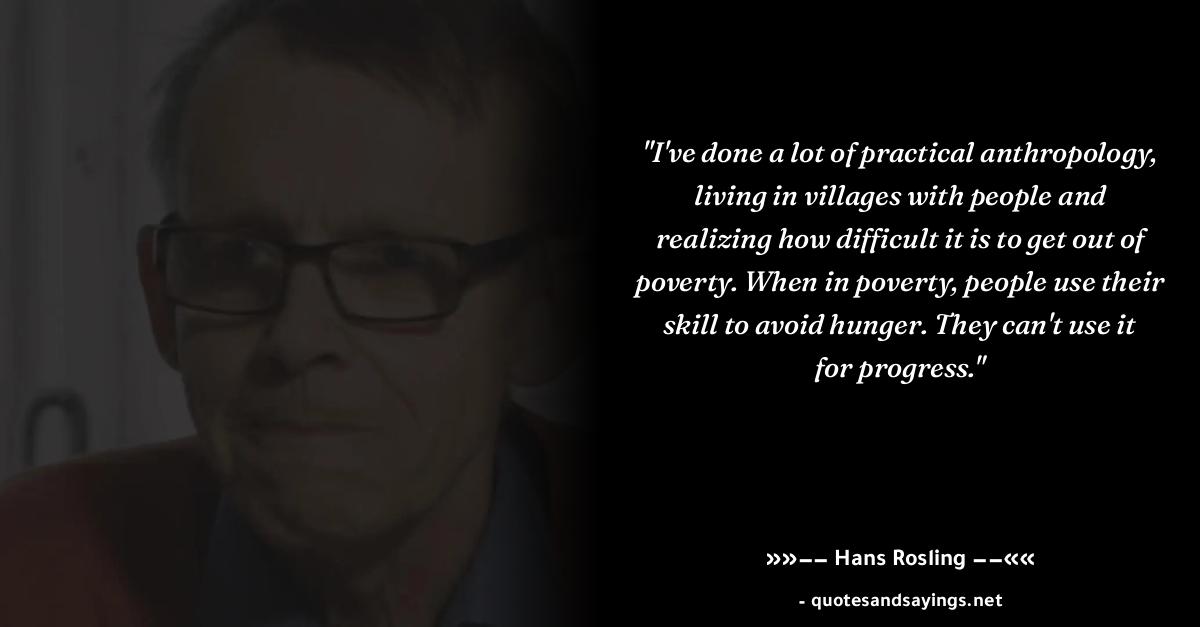 "I've done a lot of practical anthropology,
living in villages with people and
realizing how difficult it is to get out of
poverty. When in poverty, people use their
skill to avoid hunger. They can't use it
for progress."
»»−− Hans Rosling −−««
- quotesandsayings.net